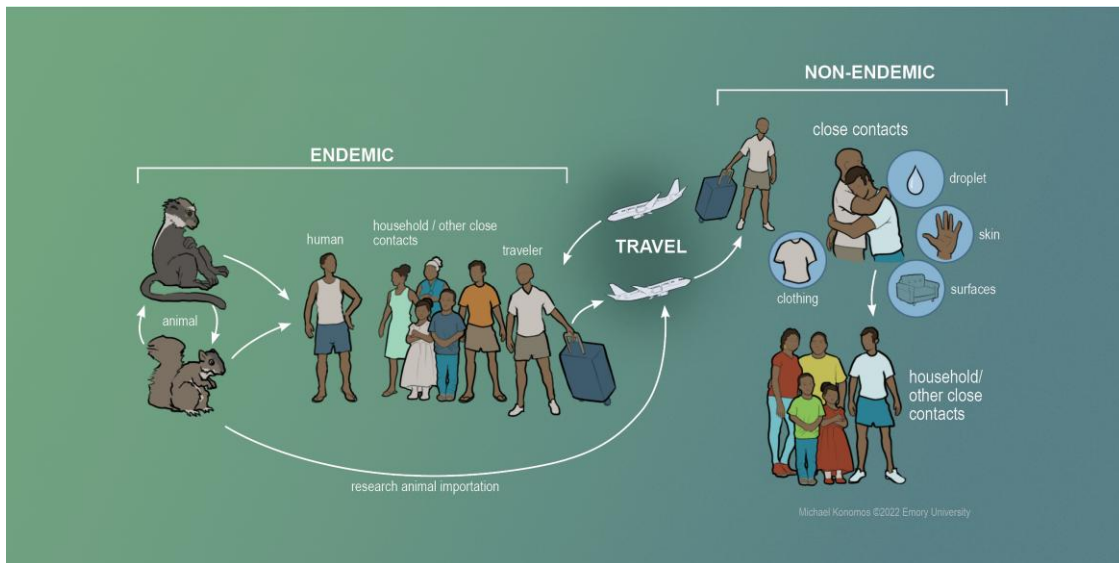 NON-ENDEMIC
close contacts
droplet
skin
surfaces
clothing
household/
other close
contacts
ENDEMIC
human
household / other close
contacts
traveler
TRAVEL
animal
research animal importation
Michael Konomos ©2022 Emory University